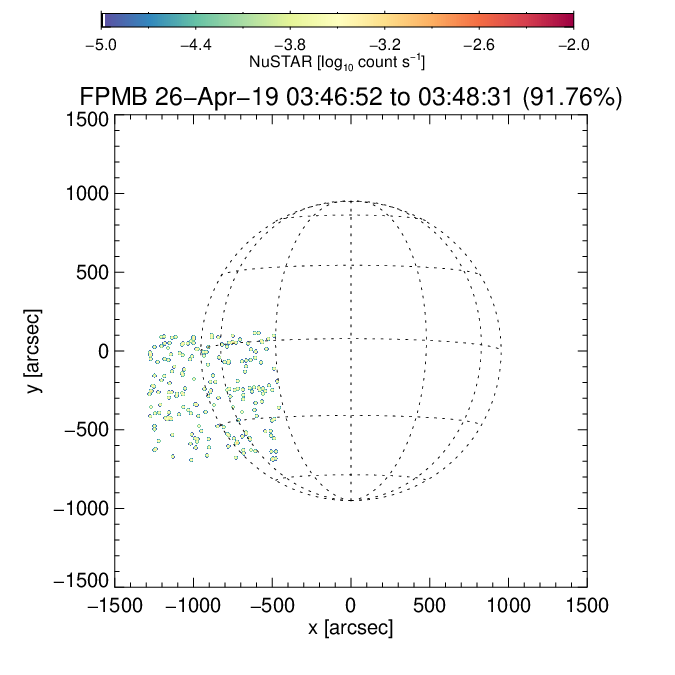 −5.0 −4.4 −3.8 −3.2 −2.6 −2.0
NuSTAR [log₁₀ count s⁻¹]
FPMB 26−Apr−19 03:46:52 to 03:48:31 (91.76%)
1500
1000
500
0
−500
−1000
−1500
y [arcsec]
−1500 −1000 −500 0 500 1000 1500
x [arcsec]